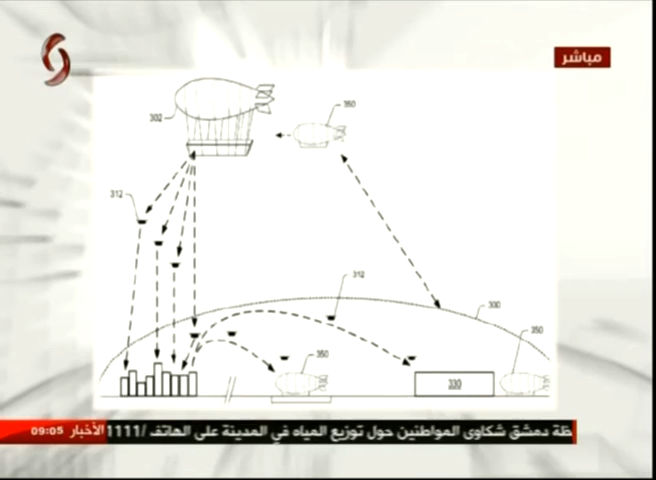 مباشر
350
302
312
312
300
350
350
330
ظة دمشق شكاوى المواطنين حول توزيع المياه في المدينة على الهاتف /1111
الأخبار 09:05